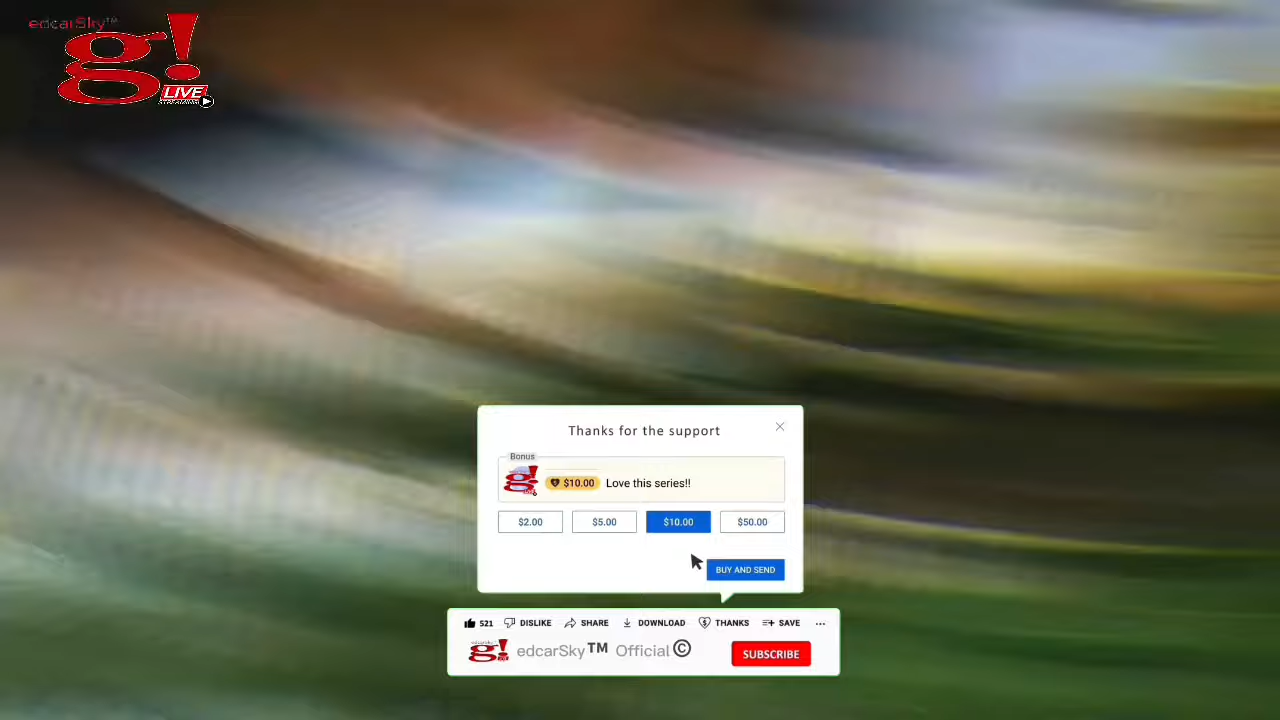 edcarSky™
g!
LIVE
Thanks for the support
Bonus
$10.00 Love this series!!
$2.00 $5.00 $10.00 $50.00
BUY AND SEND
521 DISLIKE SHARE DOWNLOAD THANKS SAVE ...
g! edcarSky™ Official © SUBSCRIBE